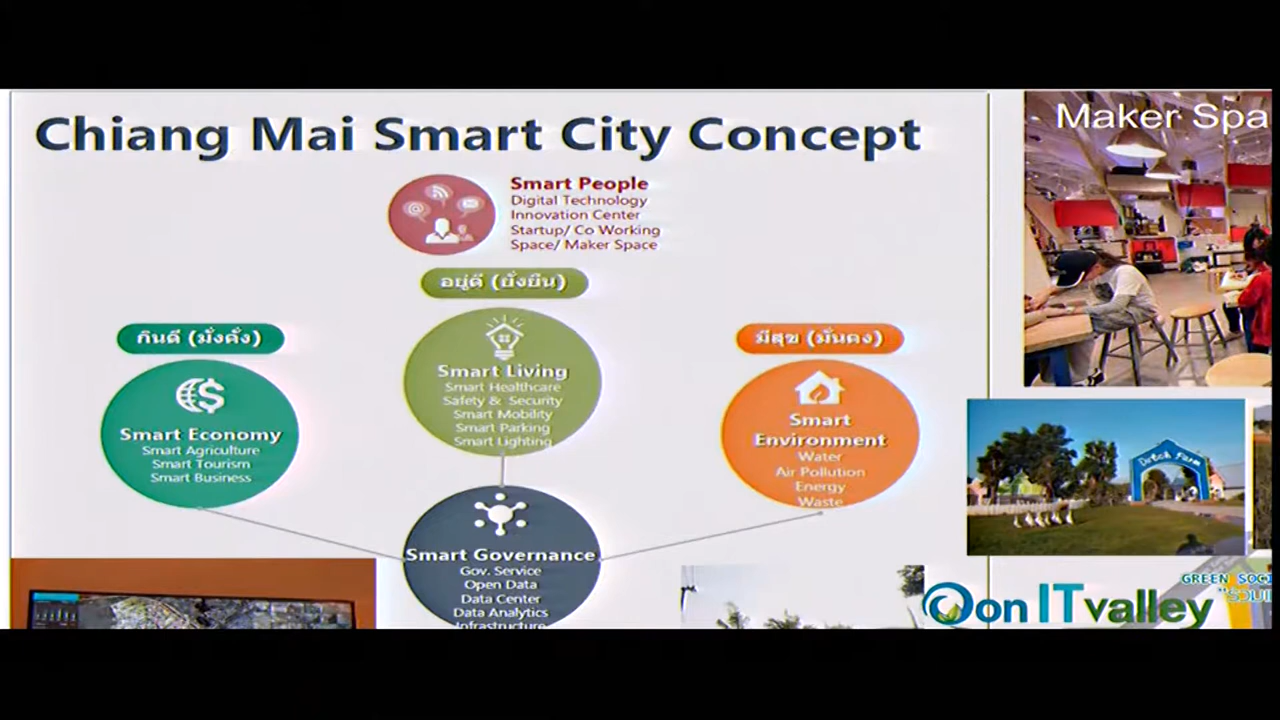 Chiang Mai Smart City Concept
Maker Spa
Smart People
Digital Technology
Innovation Center
Startup/ Co Working
Space/ Maker Space
อยู่ดี (ยั่งยืน)
กินดี (มั่งคั่ง)
มีสุข (มั่นคง)
Smart Living
Smart Healthcare
Safety & Security
Smart Mobility
Smart Parking
Smart Lighting
Smart Economy
Smart Agriculture
Smart Tourism
Smart Business
Smart
Environment
Water
Air Pollution
Energy
Waste
Dutch Farm
Smart Governance
Gov. Service
Open Data
Data Center
Data Analytics
Infrastructure
Oon IT valley
GREEN SOCI